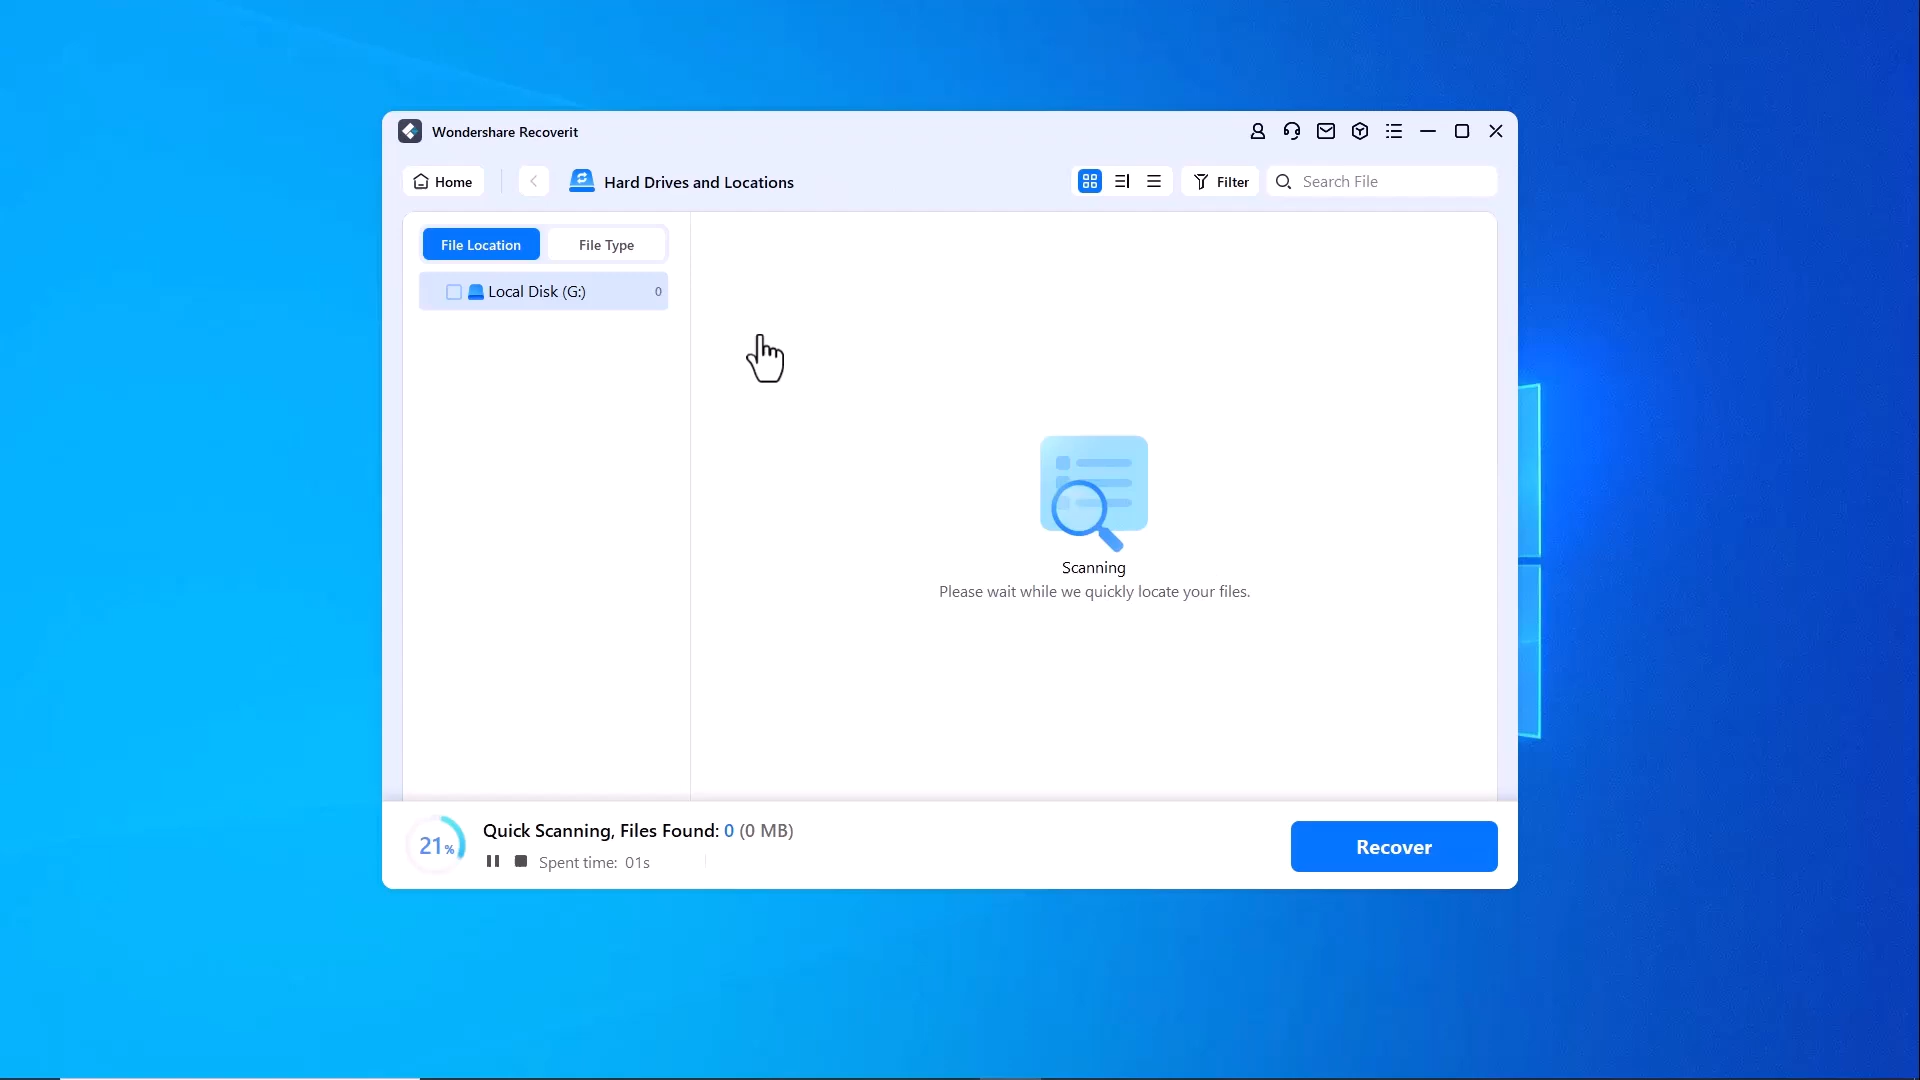 Wondershare Recoverit
Home
Hard Drives and Locations
Filter
Search File
File Location
File Type
Local Disk (G:)
0
Scanning
Please wait while we quickly locate your files.
21%
Quick Scanning, Files Found: 0 (0 MB)
Spent time: 01s
Recover